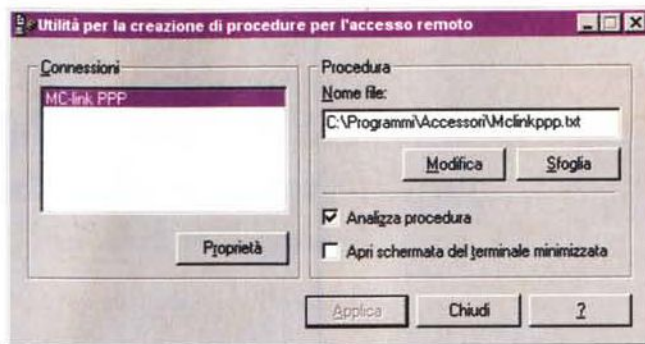 Utilità per la creazione di procedure per l'accesso remoto
Connessioni
MC-link PPP
Proprietà
Procedura
Nome file:
C:\Programmi\Accessori\Mclinkppp.txt
Modifica
Sfoglia
Analizza procedura
Apri schermata del terminale minimizzata
Applica
Chiudi
?